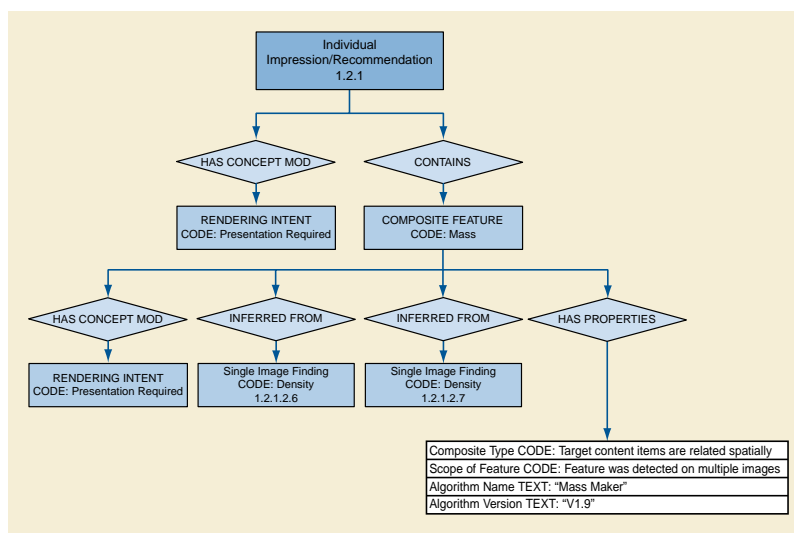 Individual
Impression/Recommendation
1.2.1
HAS CONCEPT MOD
CONTAINS
RENDERING INTENT
CODE: Presentation Required
COMPOSITE FEATURE
CODE: Mass
HAS CONCEPT MOD
INFERRED FROM
INFERRED FROM
HAS PROPERTIES
RENDERING INTENT
CODE: Presentation Required
Single Image Finding
CODE: Density
1.2.1.2.6
Single Image Finding
CODE: Density
1.2.1.2.7
Composite Type CODE: Target content items are related spatially
Scope of Feature CODE: Feature was detected on multiple images
Algorithm Name TEXT: “Mass Maker”
Algorithm Version TEXT: “V1.9”